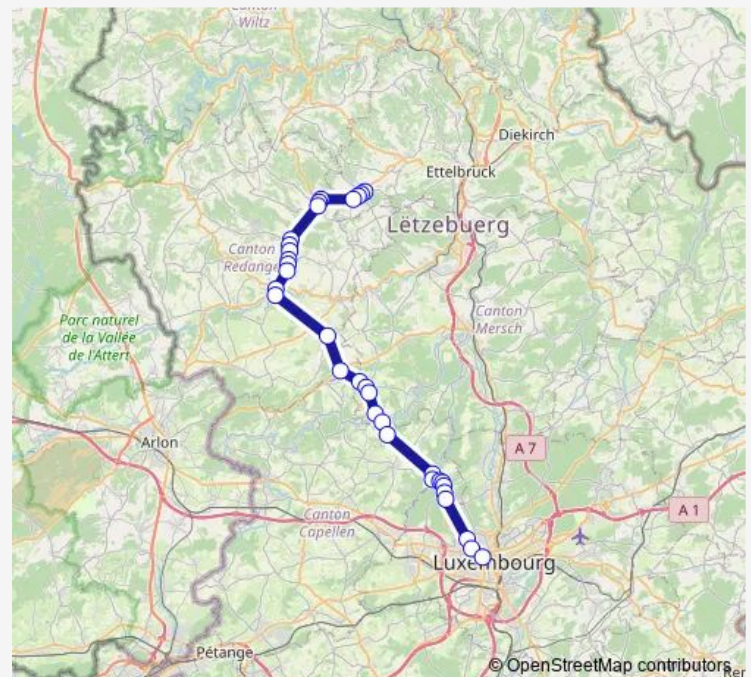 Canton
Wiltz
Diekirch
Ettelbruck
Lëtzebuerg
Canton
Redange
Canton
Mersch
Parc naturel
de la Vallée
de l'Attert
Arlon
A 7
A 1
Canton
Capellen
Luxembourg
Pétange
© OpenStreetMap contributors